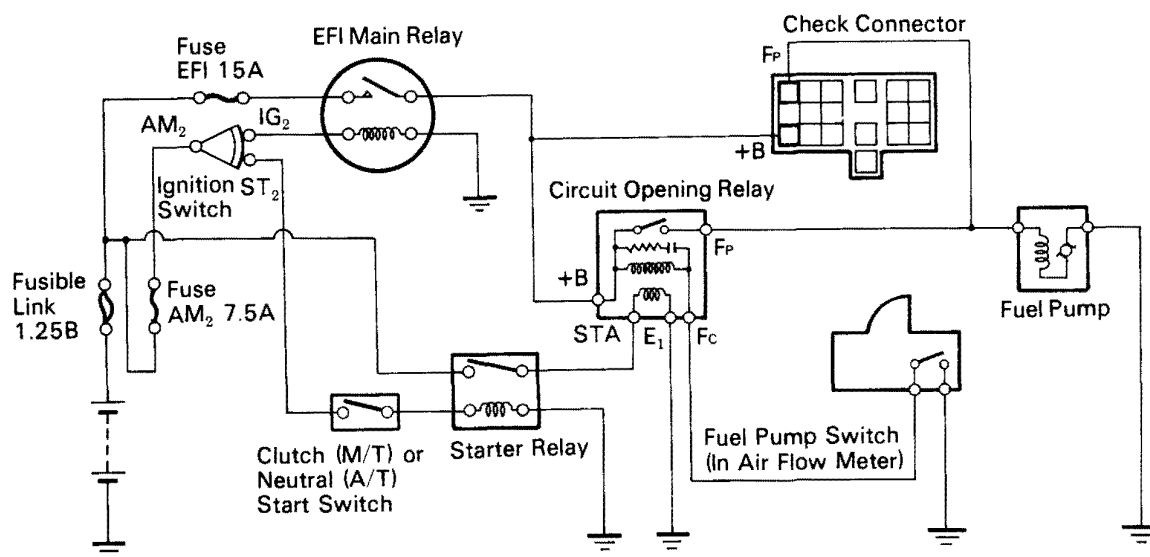 Check Connector
EFI Main Relay
Fuse
EFI 15A
FP
AM2
IG2
+B
Ignition
Switch
ST2
Circuit Opening Relay
FP
+B
Fusible
Link
1.25B
Fuse
AM2 7.5A
Fuel Pump
STA
E1
FC
Clutch (M/T) or
Neutral (A/T)
Start Switch
Starter Relay
Fuel Pump Switch
(In Air Flow Meter)